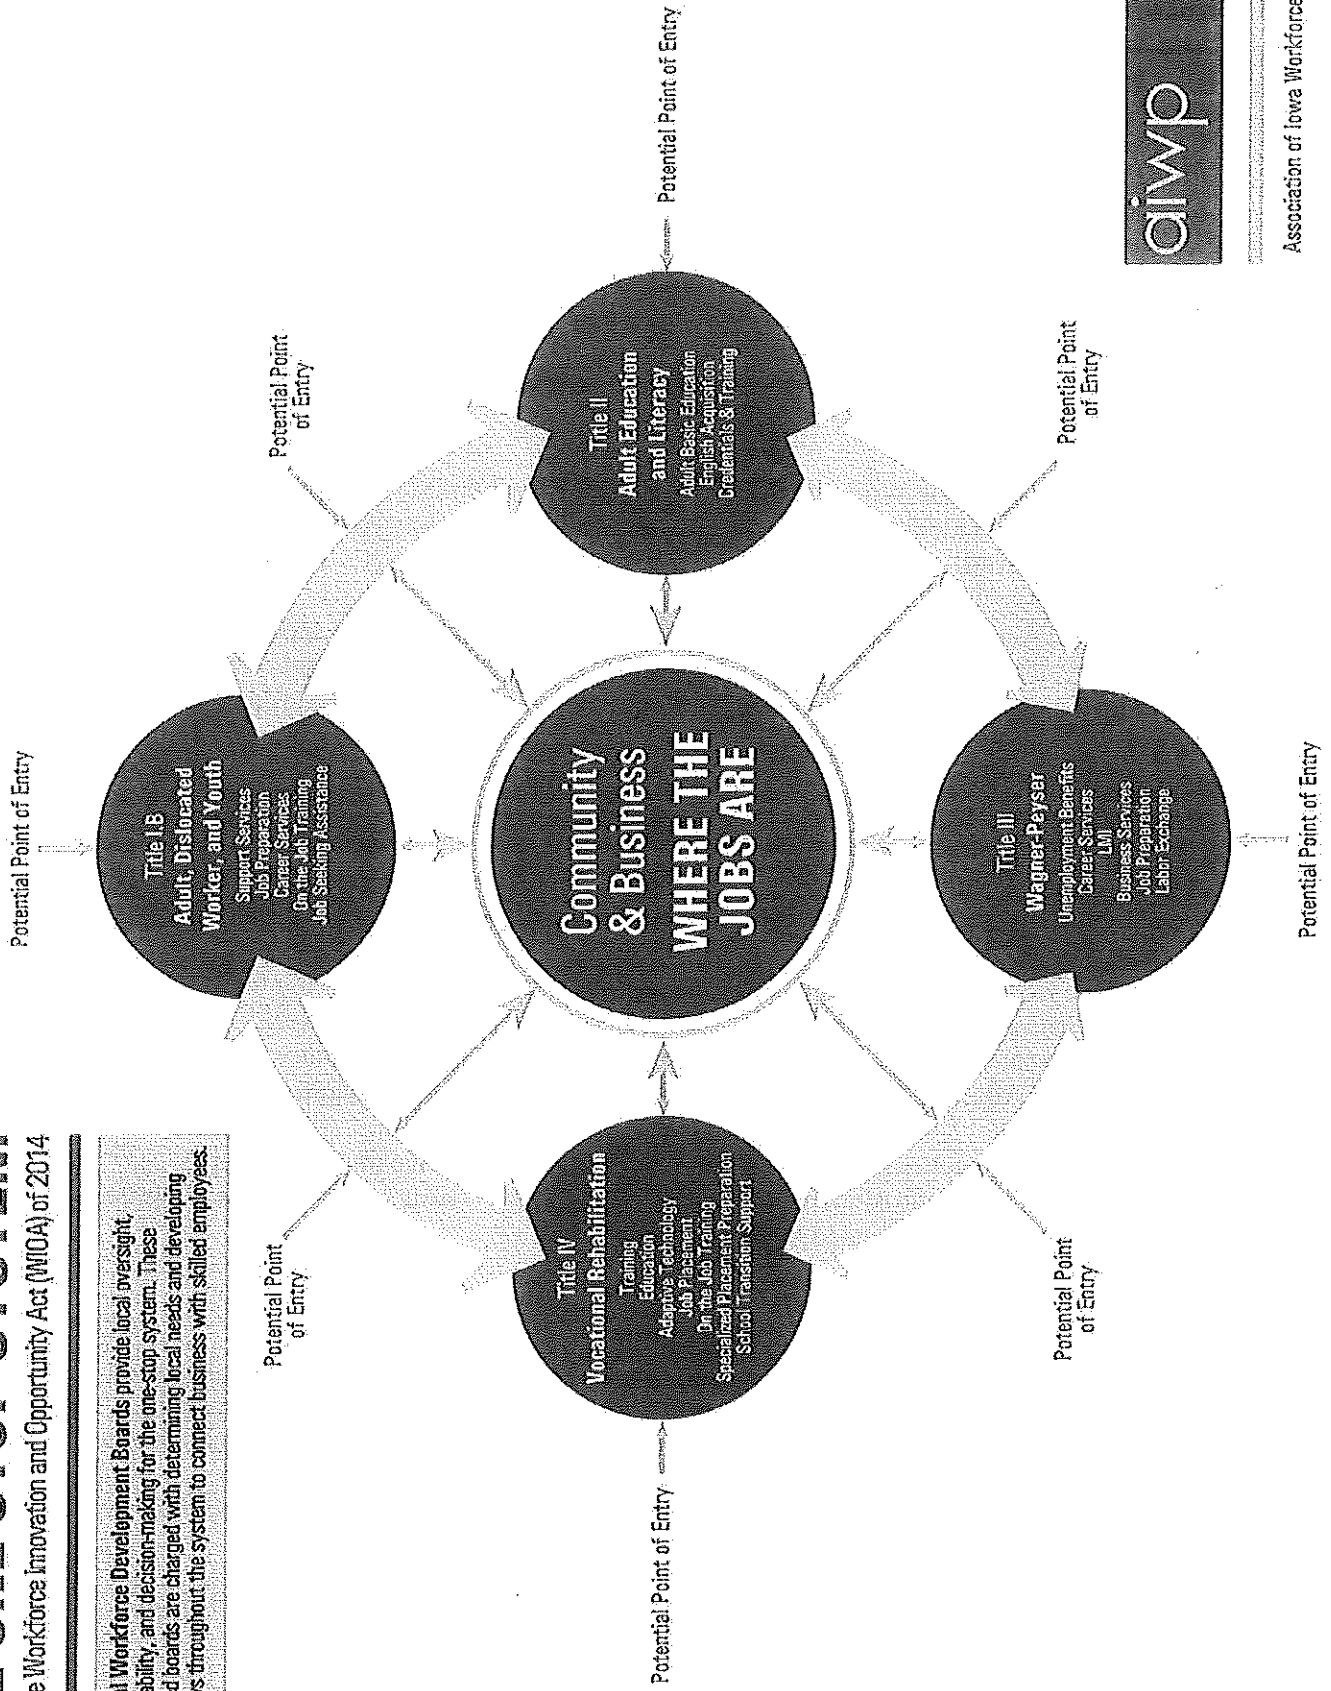 Workforce Innovation and Opportunity Act (WIOA) of 2014
Workforce Development Boards provide local oversight,
and decision-making for the one-stop system. These
boards are charged with determining local needs and developing
throughout the system to connect business with skilled employees.
Potential Point of Entry
Potential Point
of Entry
Potential Point
of Entry
Title I.B
Adult, Dislocated
Worker, and Youth
Support Services
Job Preparation
Career Services
On the Job Training
Job Seeking Assistance
Potential Point of Entry
Title IV
Vocational Rehabilitation
Training
Education
Adaptive Technology
Job Placement
On the Job Training
Specialized Placement Preparation
School Transition Support
Community
& Business
WHERE THE
JOBS ARE
Title II
Adult Education
and Literacy
Adult Basic Education
English Acquisition
Credentials & Training
Potential Point of Entry
Title III
Wagner-Peyser
Unemployment Benefits
Career Services
LMI
Business Services
Job Preparation
Labor Exchange
Potential Point
of Entry
Potential Point
of Entry
Potential Point of Entry
aiwp
Association of Iowa Workforce